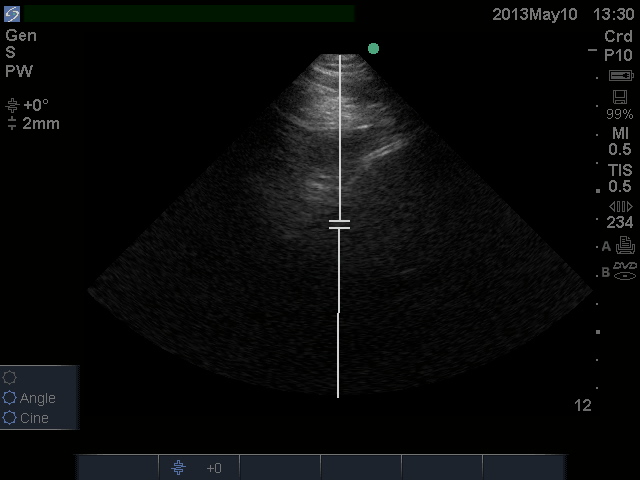 2013May10 13:30
Gen
S
PW
+0°
2mm
Crd
P10
99%
MI
0.5
TIS
0.5
234
A
B DVD
12
Angle
Cine
+0